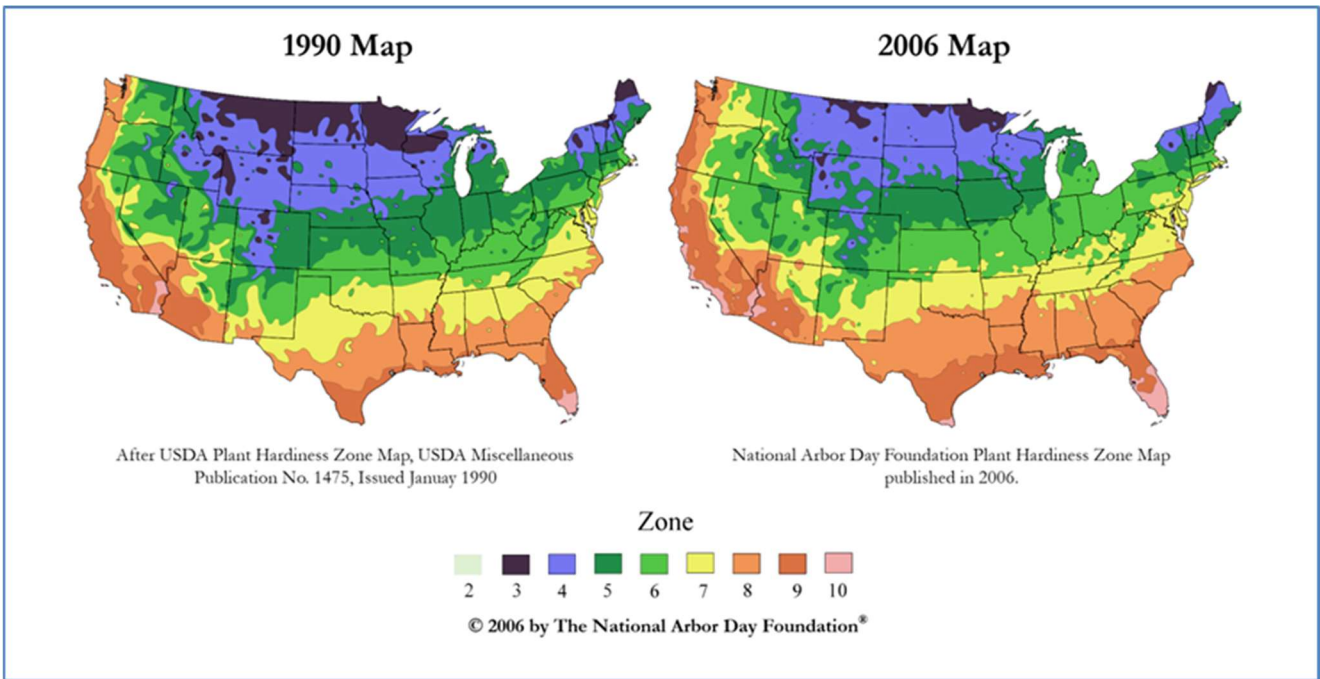 1990 Map
2006 Map
After USDA Plant Hardiness Zone Map, USDA Miscellaneous
Publication No. 1475, Issued Januay 1990
National Arbor Day Foundation Plant Hardiness Zone Map
published in 2006.
Zone
2 3 4 5 6 7 8 9 10
© 2006 by The National Arbor Day Foundation®